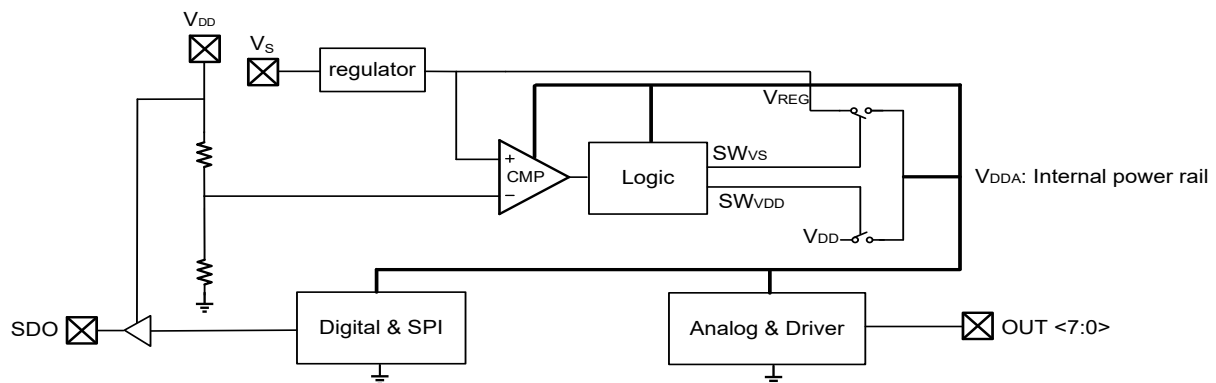 VDD
VS
regulator
VREG
+
CMP
−
Logic
SWVS
SWVDD
VDD
VDDA: Internal power rail
SDO
Digital & SPI
Analog & Driver
OUT <7:0>